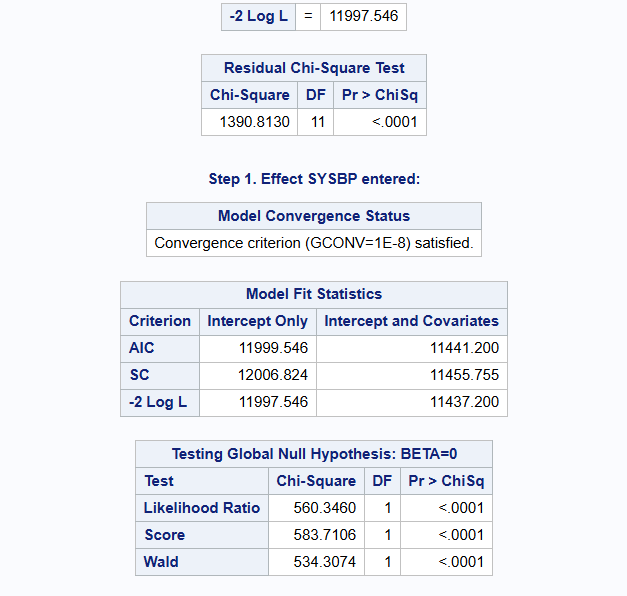 -2 Log L = 11997.546
Residual Chi-Square Test
Chi-Square DF Pr > ChiSq
1390.8130 11 <.0001
Step 1. Effect SYSBP entered:
Model Convergence Status
Convergence criterion (GCONV=1E-8) satisfied.
Model Fit Statistics
Criterion Intercept Only Intercept and Covariates
AIC 11999.546 11441.200
SC 12006.824 11455.755
-2 Log L 11997.546 11437.200
Testing Global Null Hypothesis: BETA=0
Test Chi-Square DF Pr > ChiSq
Likelihood Ratio 560.3460 1 <.0001
Score 583.7106 1 <.0001
Wald 534.3074 1 <.0001